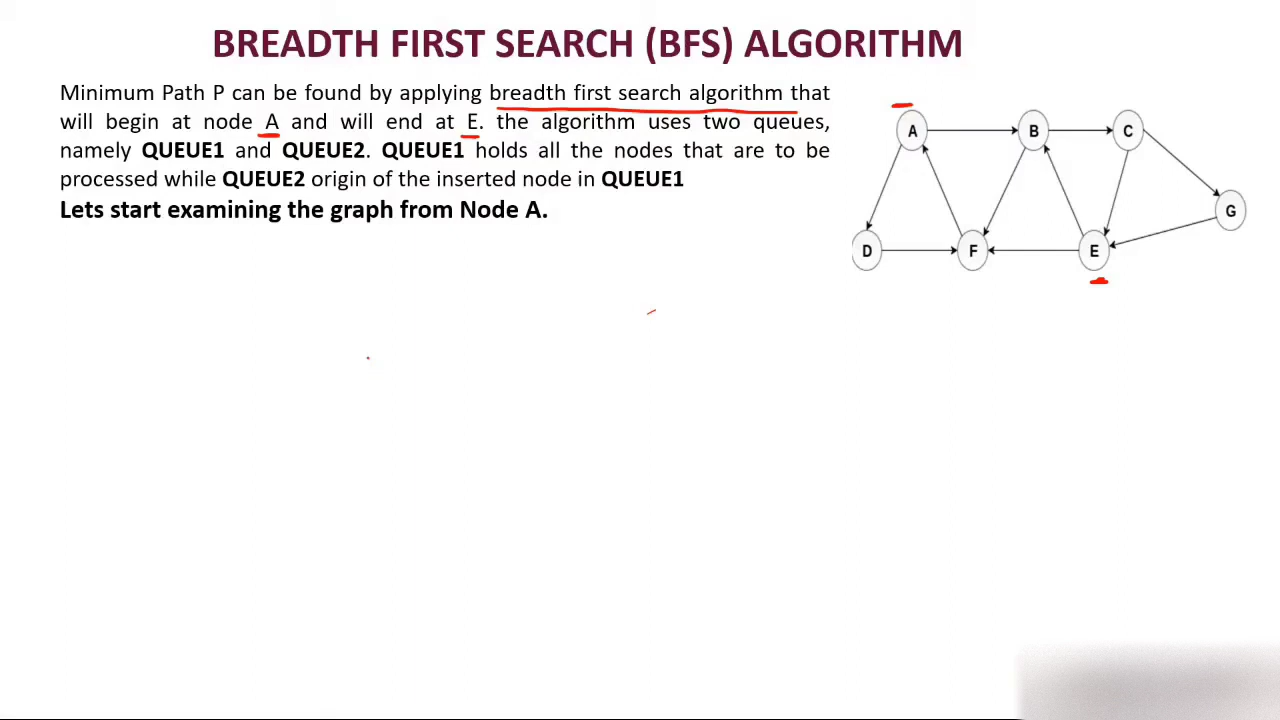 BREADTH FIRST SEARCH (BFS) ALGORITHM
Minimum Path P can be found by applying breadth first search algorithm that
will begin at node A and will end at E. the algorithm uses two queues,
namely QUEUE1 and QUEUE2. QUEUE1 holds all the nodes that are to be
processed while QUEUE2 origin of the inserted node in QUEUE1
Lets start examining the graph from Node A.
A B C
G
D F E